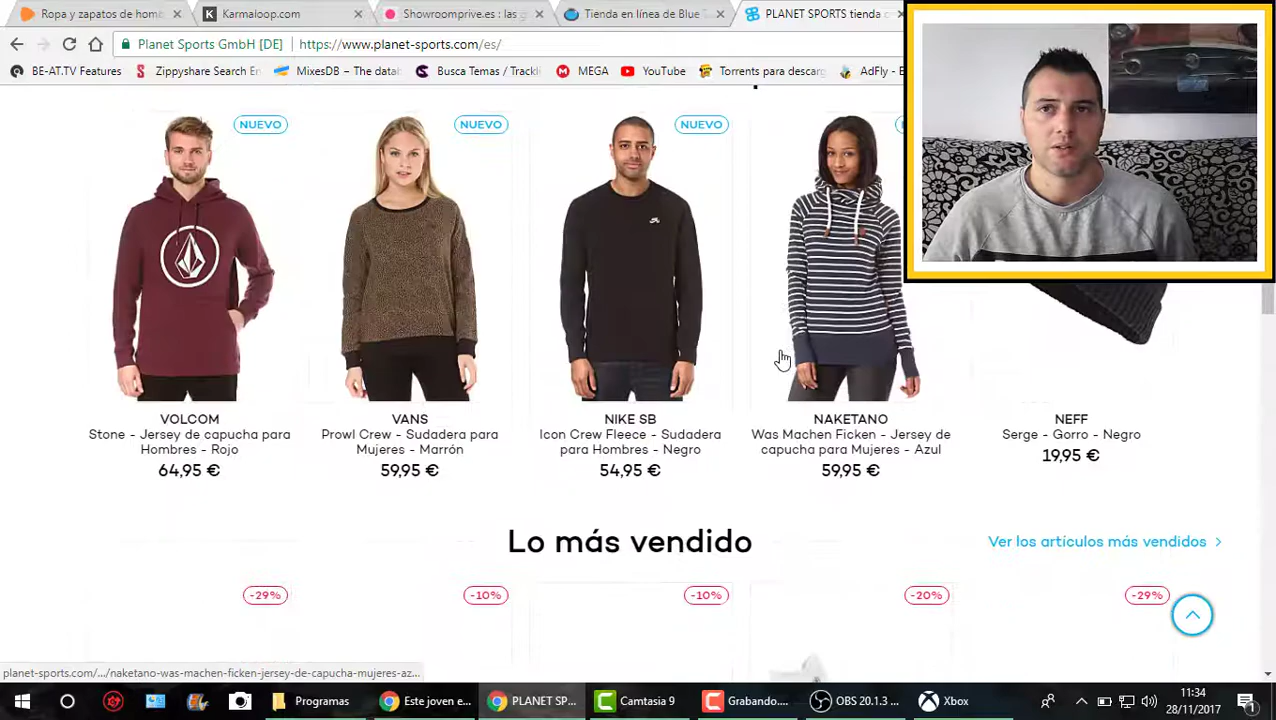 Ropa y zapatos de homb
Karmaloop.com
Showroomprive.es : las g
Tienda en línea de Blue T
PLANET SPORTS tienda o
Planet Sports GmbH [DE]
https://www.planet-sports.com/es/
BE-AT.TV Features
Zippyshare Search En
MixesDB – The datab
Busca Temas / Trackli
MEGA
YouTube
Torrents para descarg
AdFly - E
NUEVO
NUEVO
NUEVO
VOLCOM
Stone - Jersey de capucha para
Hombres - Rojo
64,95 €
VANS
Prowl Crew - Sudadera para
Mujeres - Marrón
59,95 €
NIKE SB
Icon Crew Fleece - Sudadera
para Hombres - Negro
54,95 €
NAKETANO
Was Machen Ficken - Jersey de
capucha para Mujeres - Azul
59,95 €
NEFF
Serge - Gorro - Negro
19,95 €
Lo más vendido
Ver los artículos más vendidos
-29%
-10%
-10%
-20%
-29%
planet-sports.com/.../naketano-was-machen-ficken-jersey-de-capucha-mujeres-az...
Programas
Este joven e...
PLANET SP...
Camtasia 9
Grabando....
OBS 20.1.3 ...
Xbox
11:34
28/11/2017
1